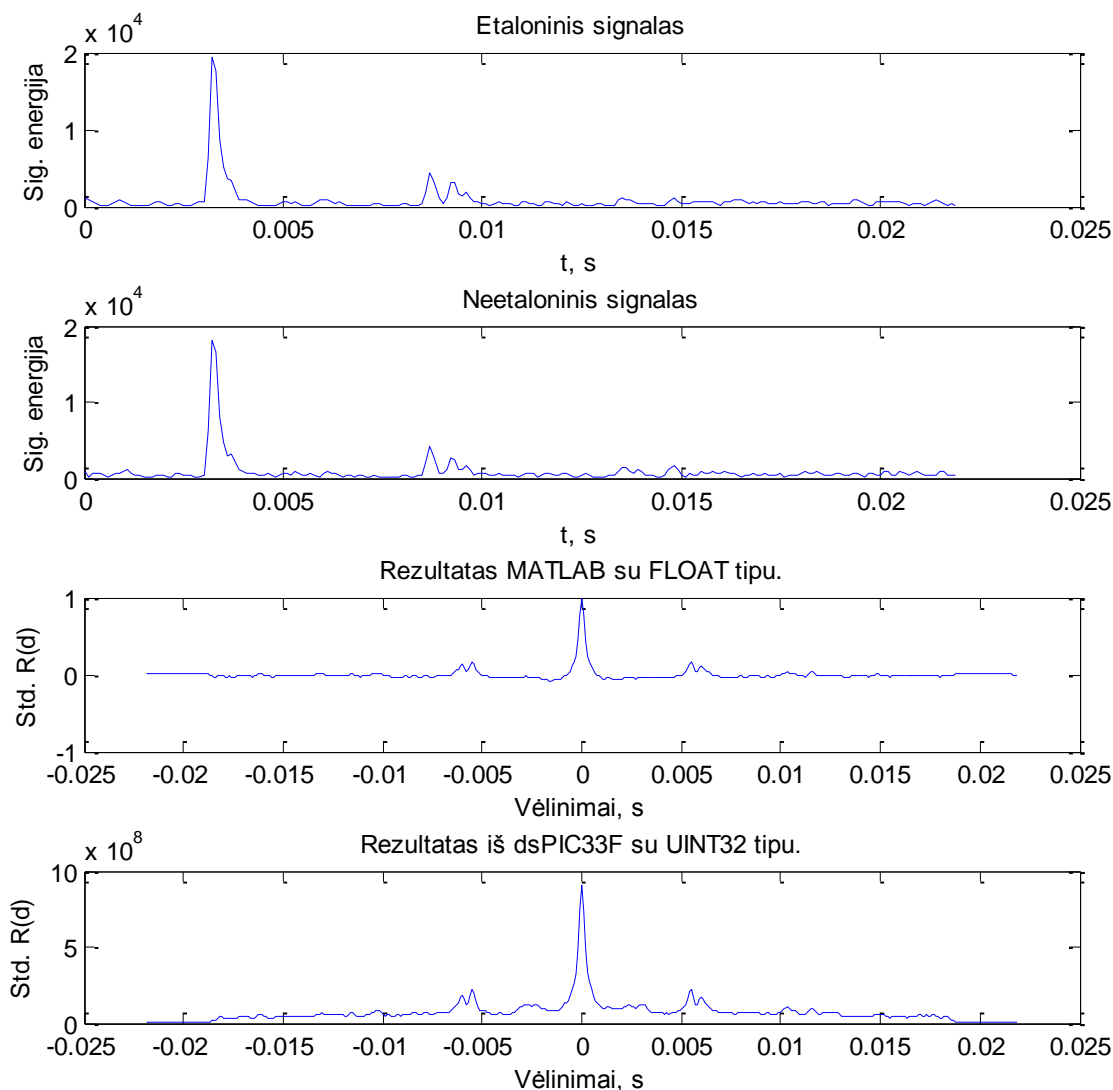 Etaloninis signalas
x 10^4
Sig. energija
2
1
0
0 0.005 0.01 0.015 0.02 0.025
t, s
Neetaloninis signalas
x 10^4
Sig. energija
2
1
0
0 0.005 0.01 0.015 0.02 0.025
t, s
Rezultatas MATLAB su FLOAT tipu.
Std. R(d)
1
0
-1
-0.025 -0.02 -0.015 -0.01 -0.005 0 0.005 0.01 0.015 0.02 0.025
Vėlinimai, s
Rezultatas iš dsPIC33F su UINT32 tipu.
x 10^8
Std. R(d)
10
5
0
-0.025 -0.02 -0.015 -0.01 -0.005 0 0.005 0.01 0.015 0.02 0.025
Vėlinimai, s